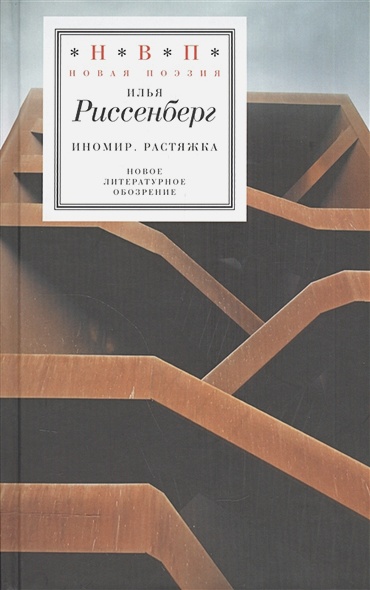 * Н * В * П *
НОВАЯ ПОЭЗИЯ
ИЛЬЯ
Риссенберг
ИНОМИР. РАСТЯЖКА
НОВОЕ
ЛИТЕРАТУРНОЕ
ОБОЗРЕНИЕ